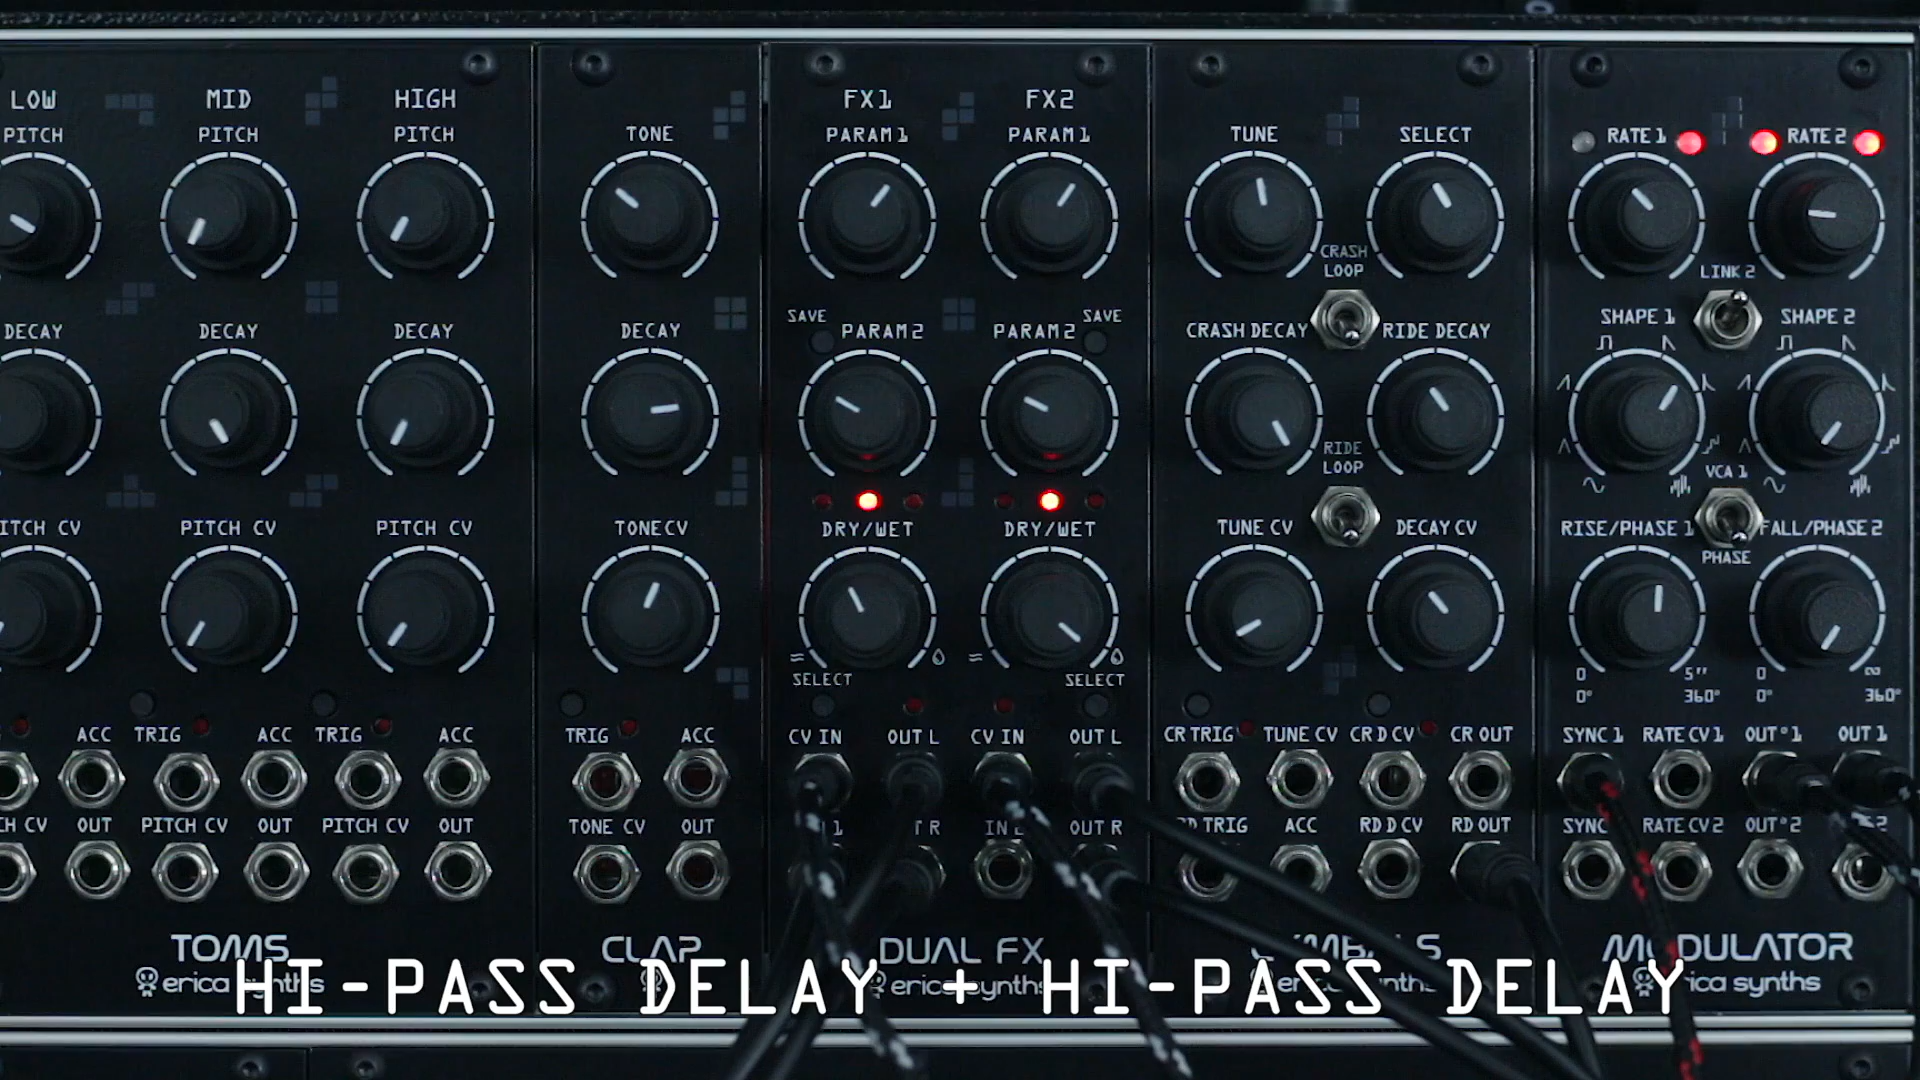 LOW MID HIGH FX1 FX2
PITCH PITCH PITCH TONE PARAM 1 PARAM 1 TUNE SELECT RATE 1 RATE 2
CRASH LOOP
LINK 2
SAVE SAVE SHAPE 1 SHAPE 2
DECAY DECAY DECAY DECAY PARAM 2 PARAM 2 CRASH DECAY RIDE DECAY
RIDE LOOP
VCA 1
ITCH CV PITCH CV PITCH CV TONE CV DRY/WET DRY/WET TUNE CV DECAY CV RISE/PHASE 1 FALL/PHASE 2
PHASE
SELECT SELECT 0 5'' 0 ∞
0° 360° 0° 360°
ACC TRIG ACC TRIG ACC TRIG ACC CV IN OUT L CV IN OUT L CR TRIG TUNE CV CR D CV CR OUT SYNC 1 RATE CV 1 OUT°1 OUT 1
CH CV OUT PITCH CV OUT PITCH CV OUT TONE CV OUT OUT R TRIG ACC RD D CV RD OUT SYNC RATE CV 2 OUT°2
TOMS CLAP DUAL FX MODULATOR
erica synths
HI-PASS DELAY + HI-PASS DELAY